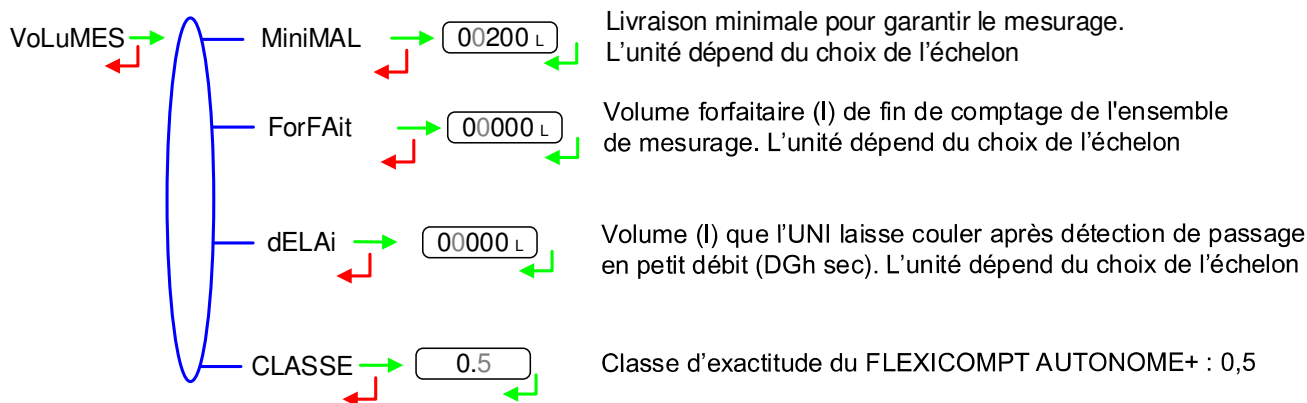 VoLuMES
MiniMAL
00200 L
Livraison minimale pour garantir le mesurage.
L’unité dépend du choix de l’échelon
ForFAit
00000 L
Volume forfaitaire (l) de fin de comptage de l'ensemble
de mesurage. L’unité dépend du choix de l’échelon
dELAi
00000 L
Volume (l) que l’UNI laisse couler après détection de passage
en petit débit (DGh sec). L’unité dépend du choix de l’échelon
CLASSE
0.5
Classe d’exactitude du FLEXICOMPT AUTONOME+ : 0,5